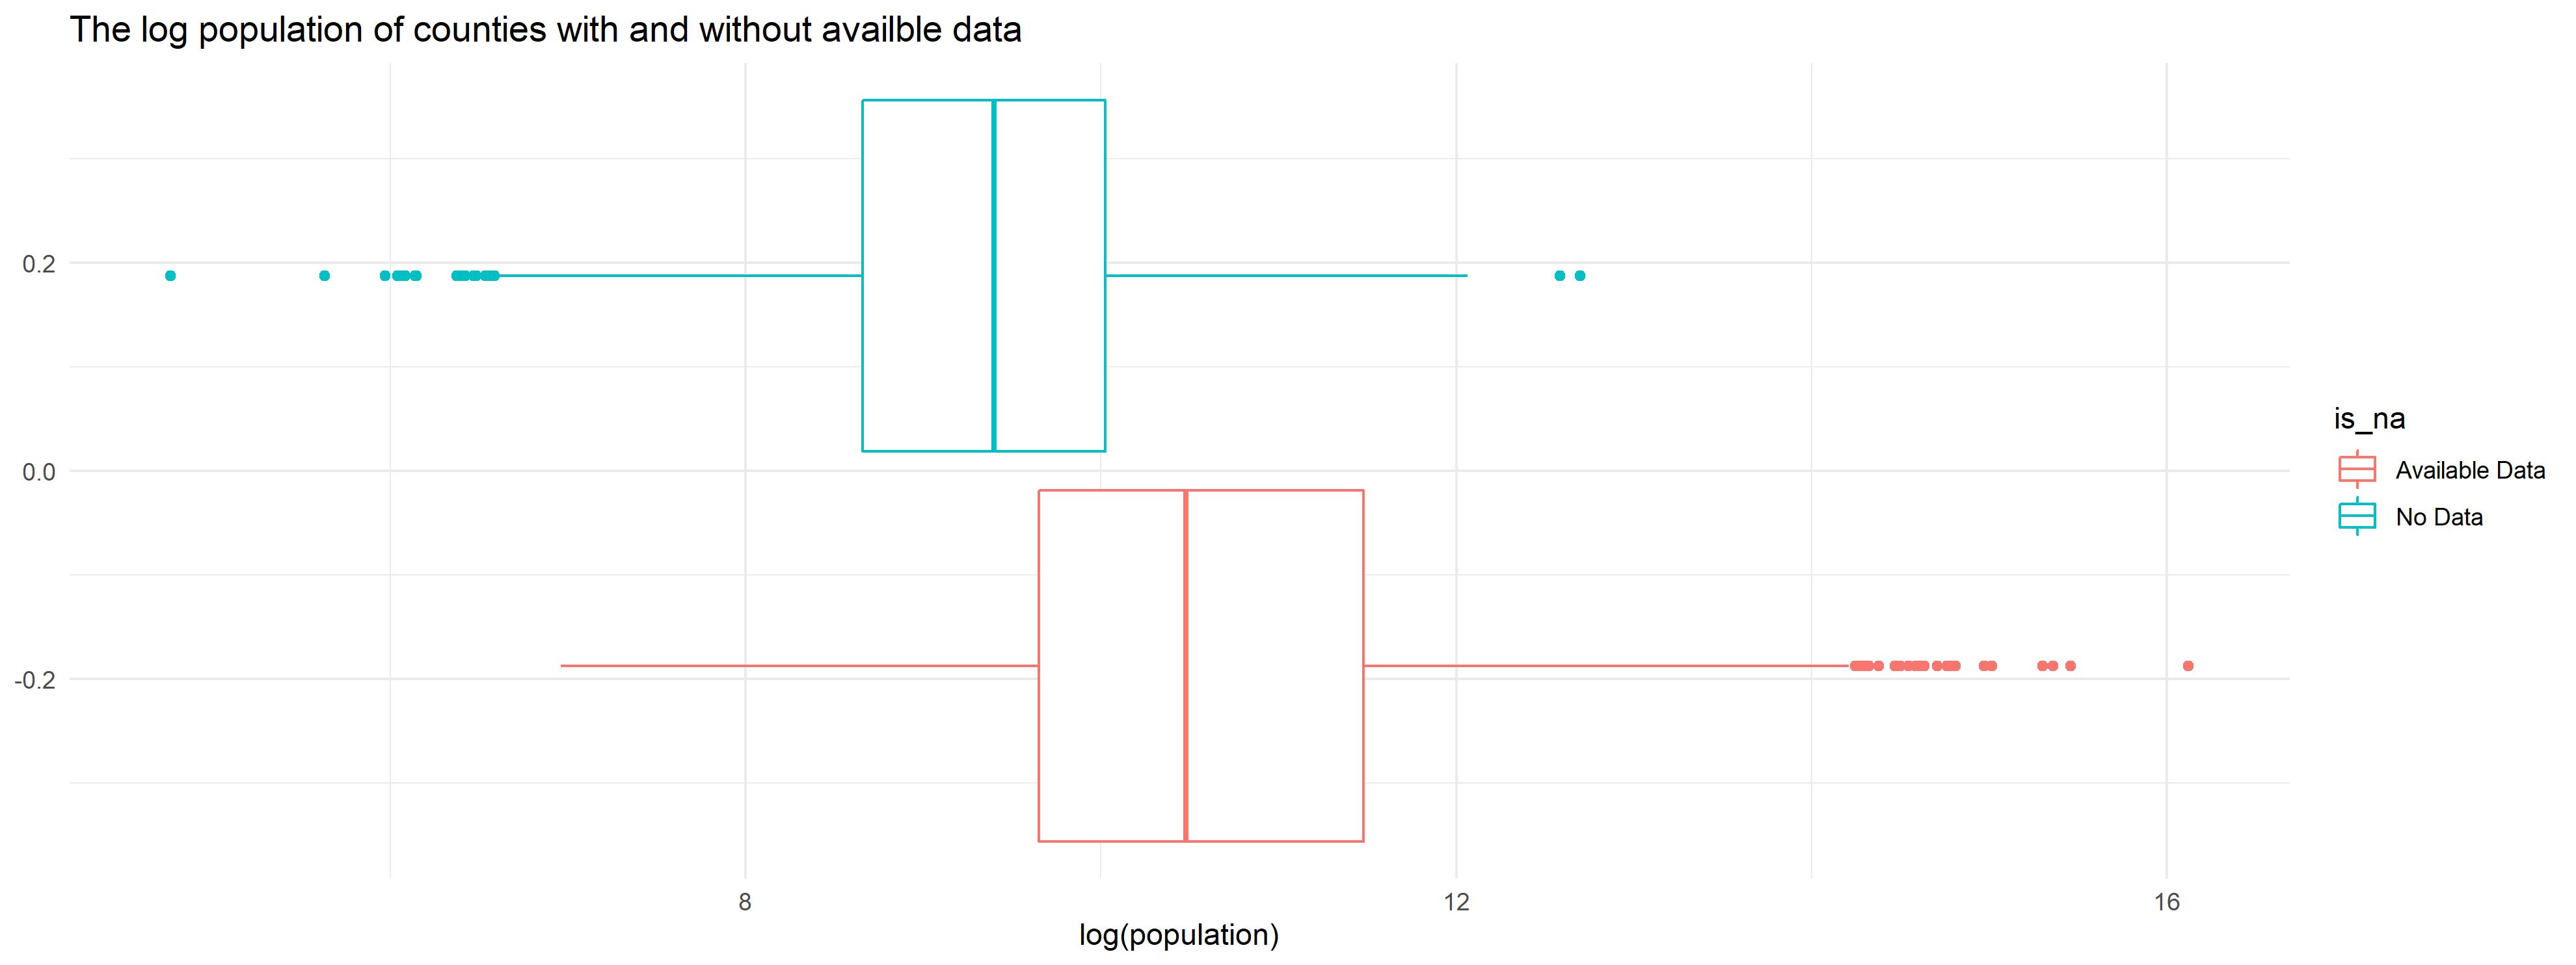 The log population of counties with and without availble data
0.2
0.0
-0.2
8
12
16
log(population)
is_na
Available Data
No Data